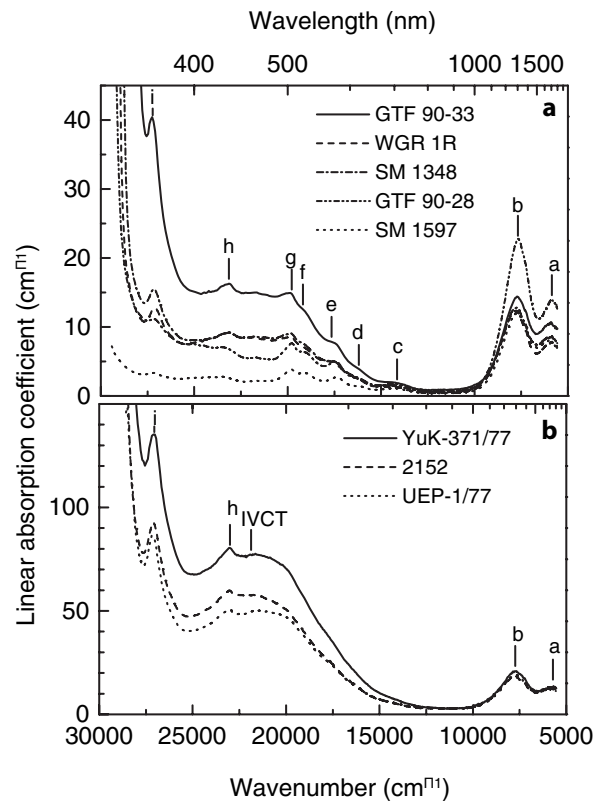 Wavelength (nm)
400 500 1000 1500
a
GTF 90-33
WGR 1R
SM 1348
GTF 90-28
SM 1597
40
30
20
10
0
i
h
g
f
e
d
c
b
a
Linear absorption coefficient (cm⁻¹)
b
YuK-371/77
2152
UEP-1/77
100
50
0
i
h IVCT
b
a
30000 25000 20000 15000 10000 5000
Wavenumber (cm⁻¹)